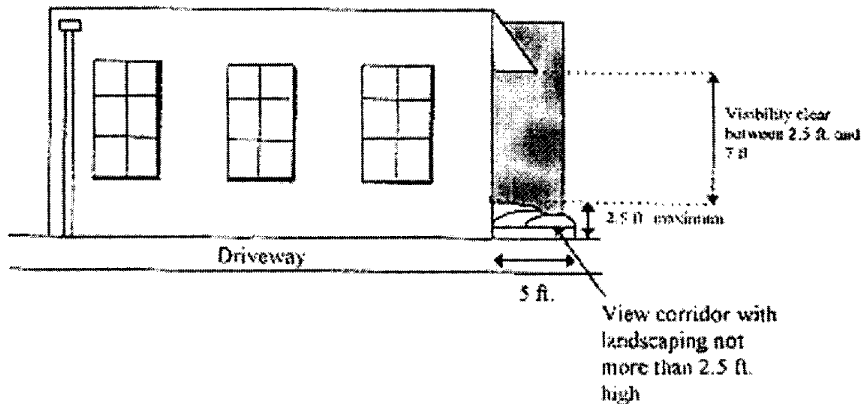 Visibility clear
between 2.5 ft. and
7 ft
2.5 ft. maximum
Driveway
5 ft.
View corridor with
landscaping not
more than 2.5 ft.
high